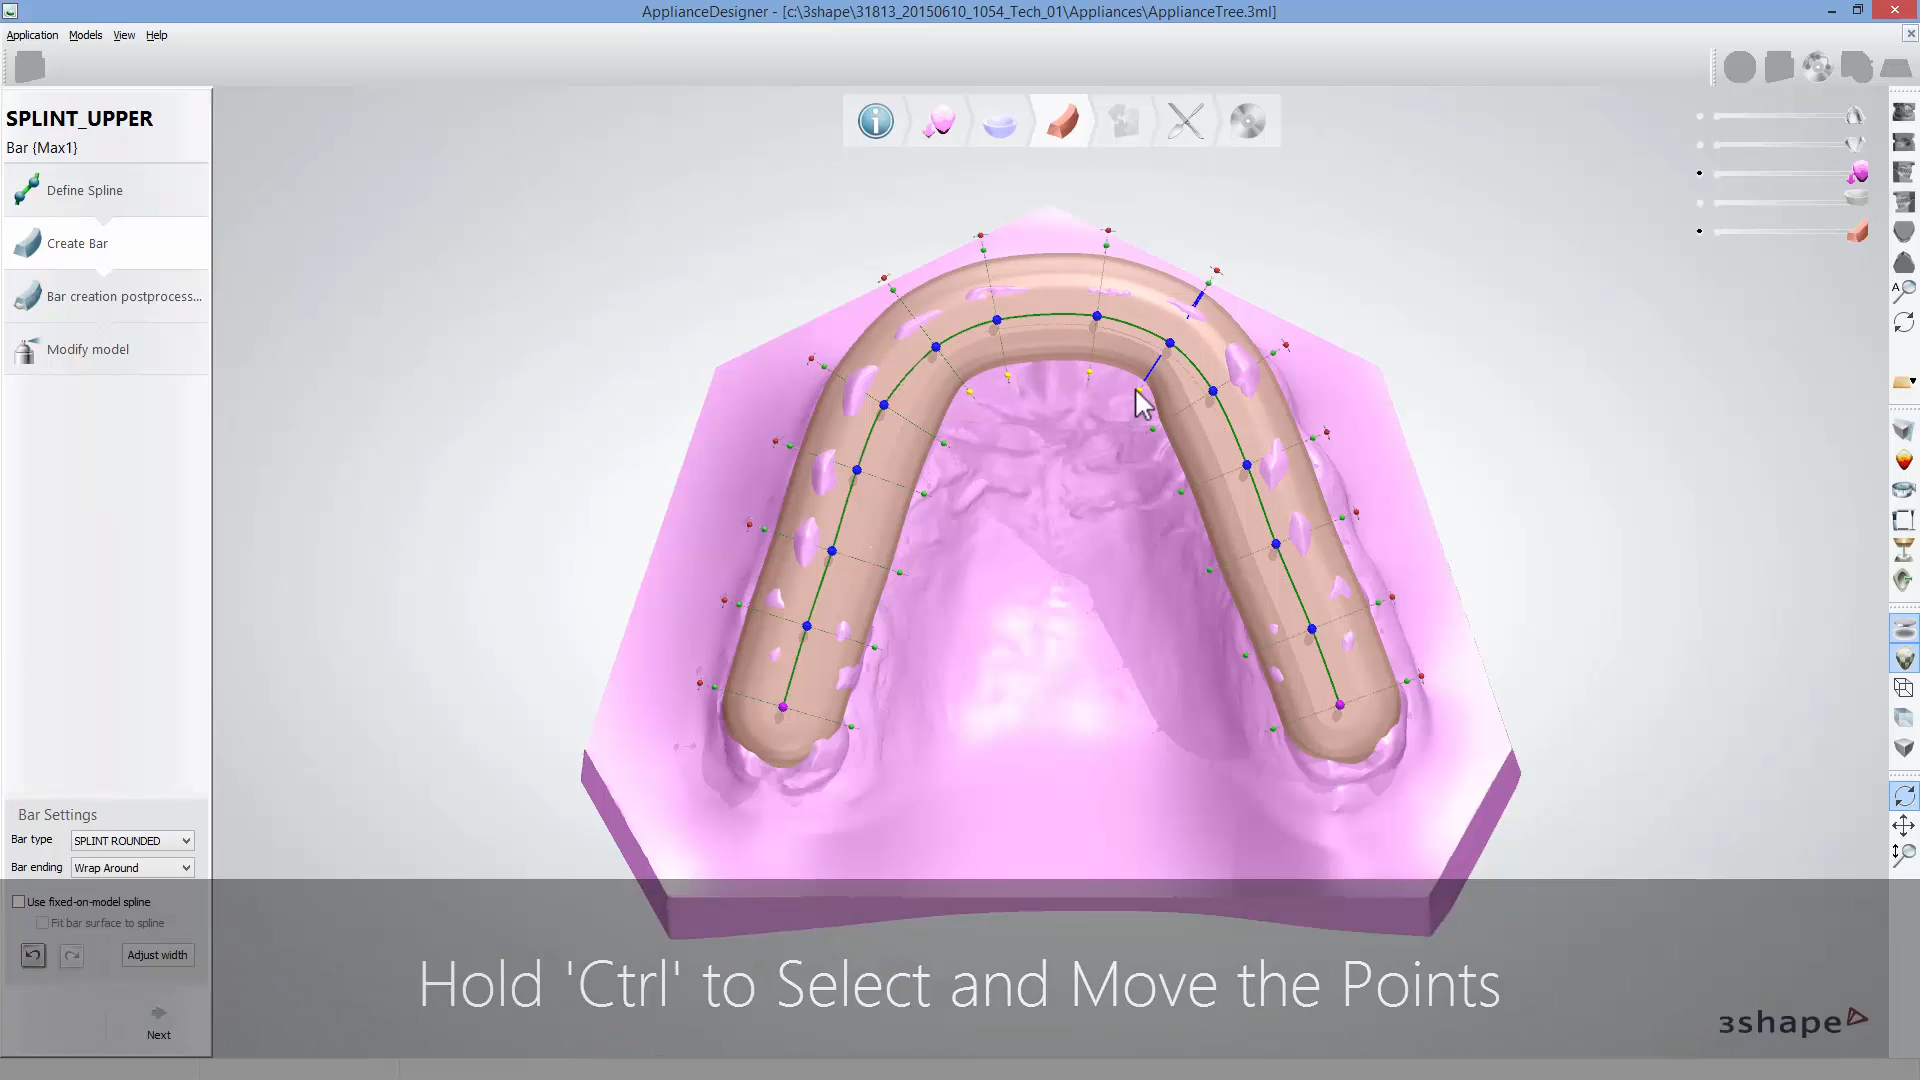 ApplianceDesigner - [c:\3shape\31813_20150610_1054_Tech_01\Appliances\ApplianceTree.3ml]
Application Models View Help
SPLINT_UPPER
Bar {Max1}
Define Spline
Create Bar
Bar creation postprocess...
Modify model
A
Bar Settings
Bar type SPLINT ROUNDED
Bar ending Wrap Around
Use fixed-on-model spline
Fit bar surface to spline
Adjust width
Next
Hold 'Ctrl' to Select and Move the Points
3shape